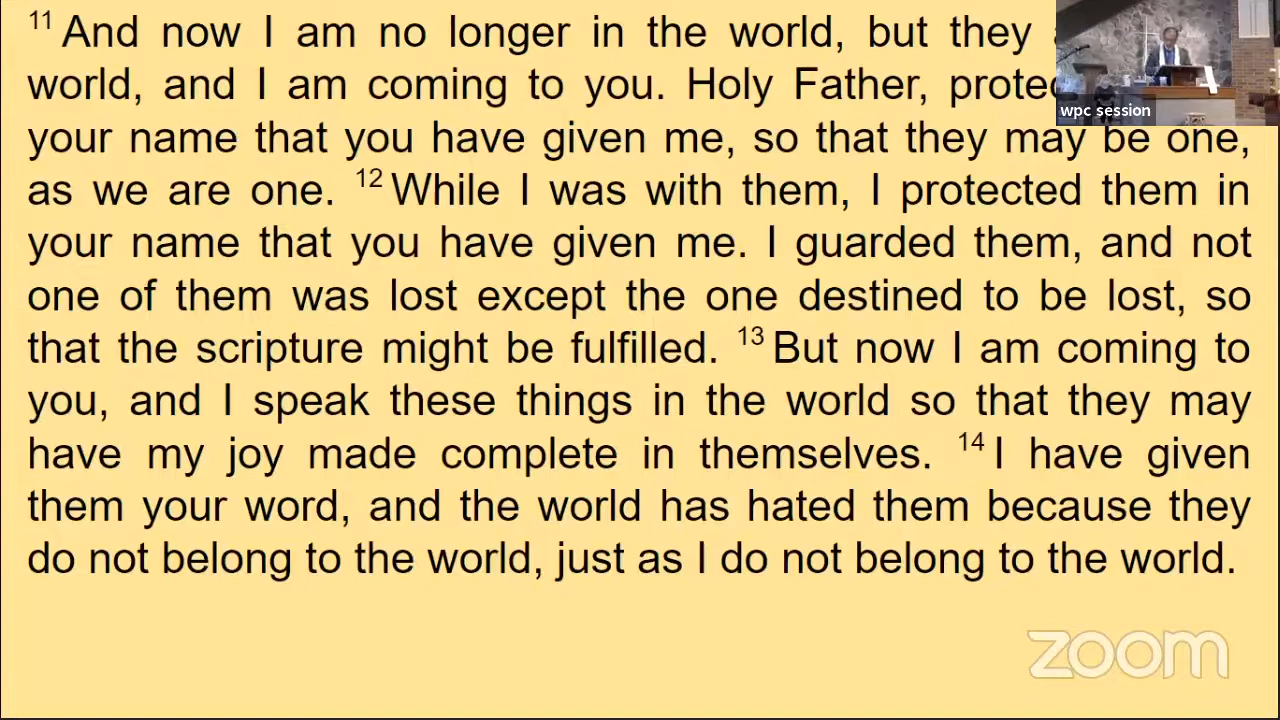 11 And now I am no longer in the world, but they
world, and I am coming to you. Holy Father,
your name that you have given me, so that they may be one,
as we are one. 12 While I was with them, I protected them in
your name that you have given me. I guarded them, and not
one of them was lost except the one destined to be lost, so
that the scripture might be fulfilled. 13 But now I am coming to
you, and I speak these things in the world so that they may
have my joy made complete in themselves. 14 I have given
them your word, and the world has hated them because they
do not belong to the world, just as I do not belong to the world.
wpc session
zoom